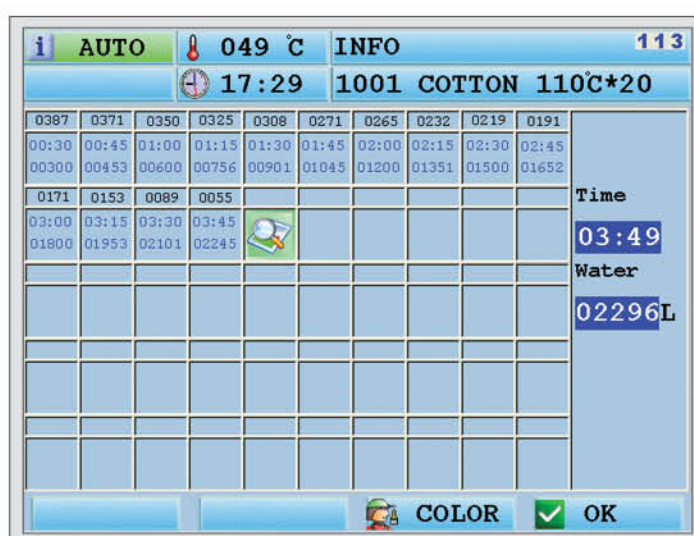 i AUTO 049 °C INFO 113
17:29 1001 COTTON 110°C*20
0387 0371 0350 0325 0308 0271 0265 0232 0219 0191
00:30 00:45 01:00 01:15 01:30 01:45 02:00 02:15 02:30 02:45
00300 00453 00600 00756 00901 01045 01200 01351 01500 01652
0171 0153 0089 0055 Time
03:00 03:15 03:30 03:45 03:49
01800 01953 02101 02245
Water
02296L
COLOR OK